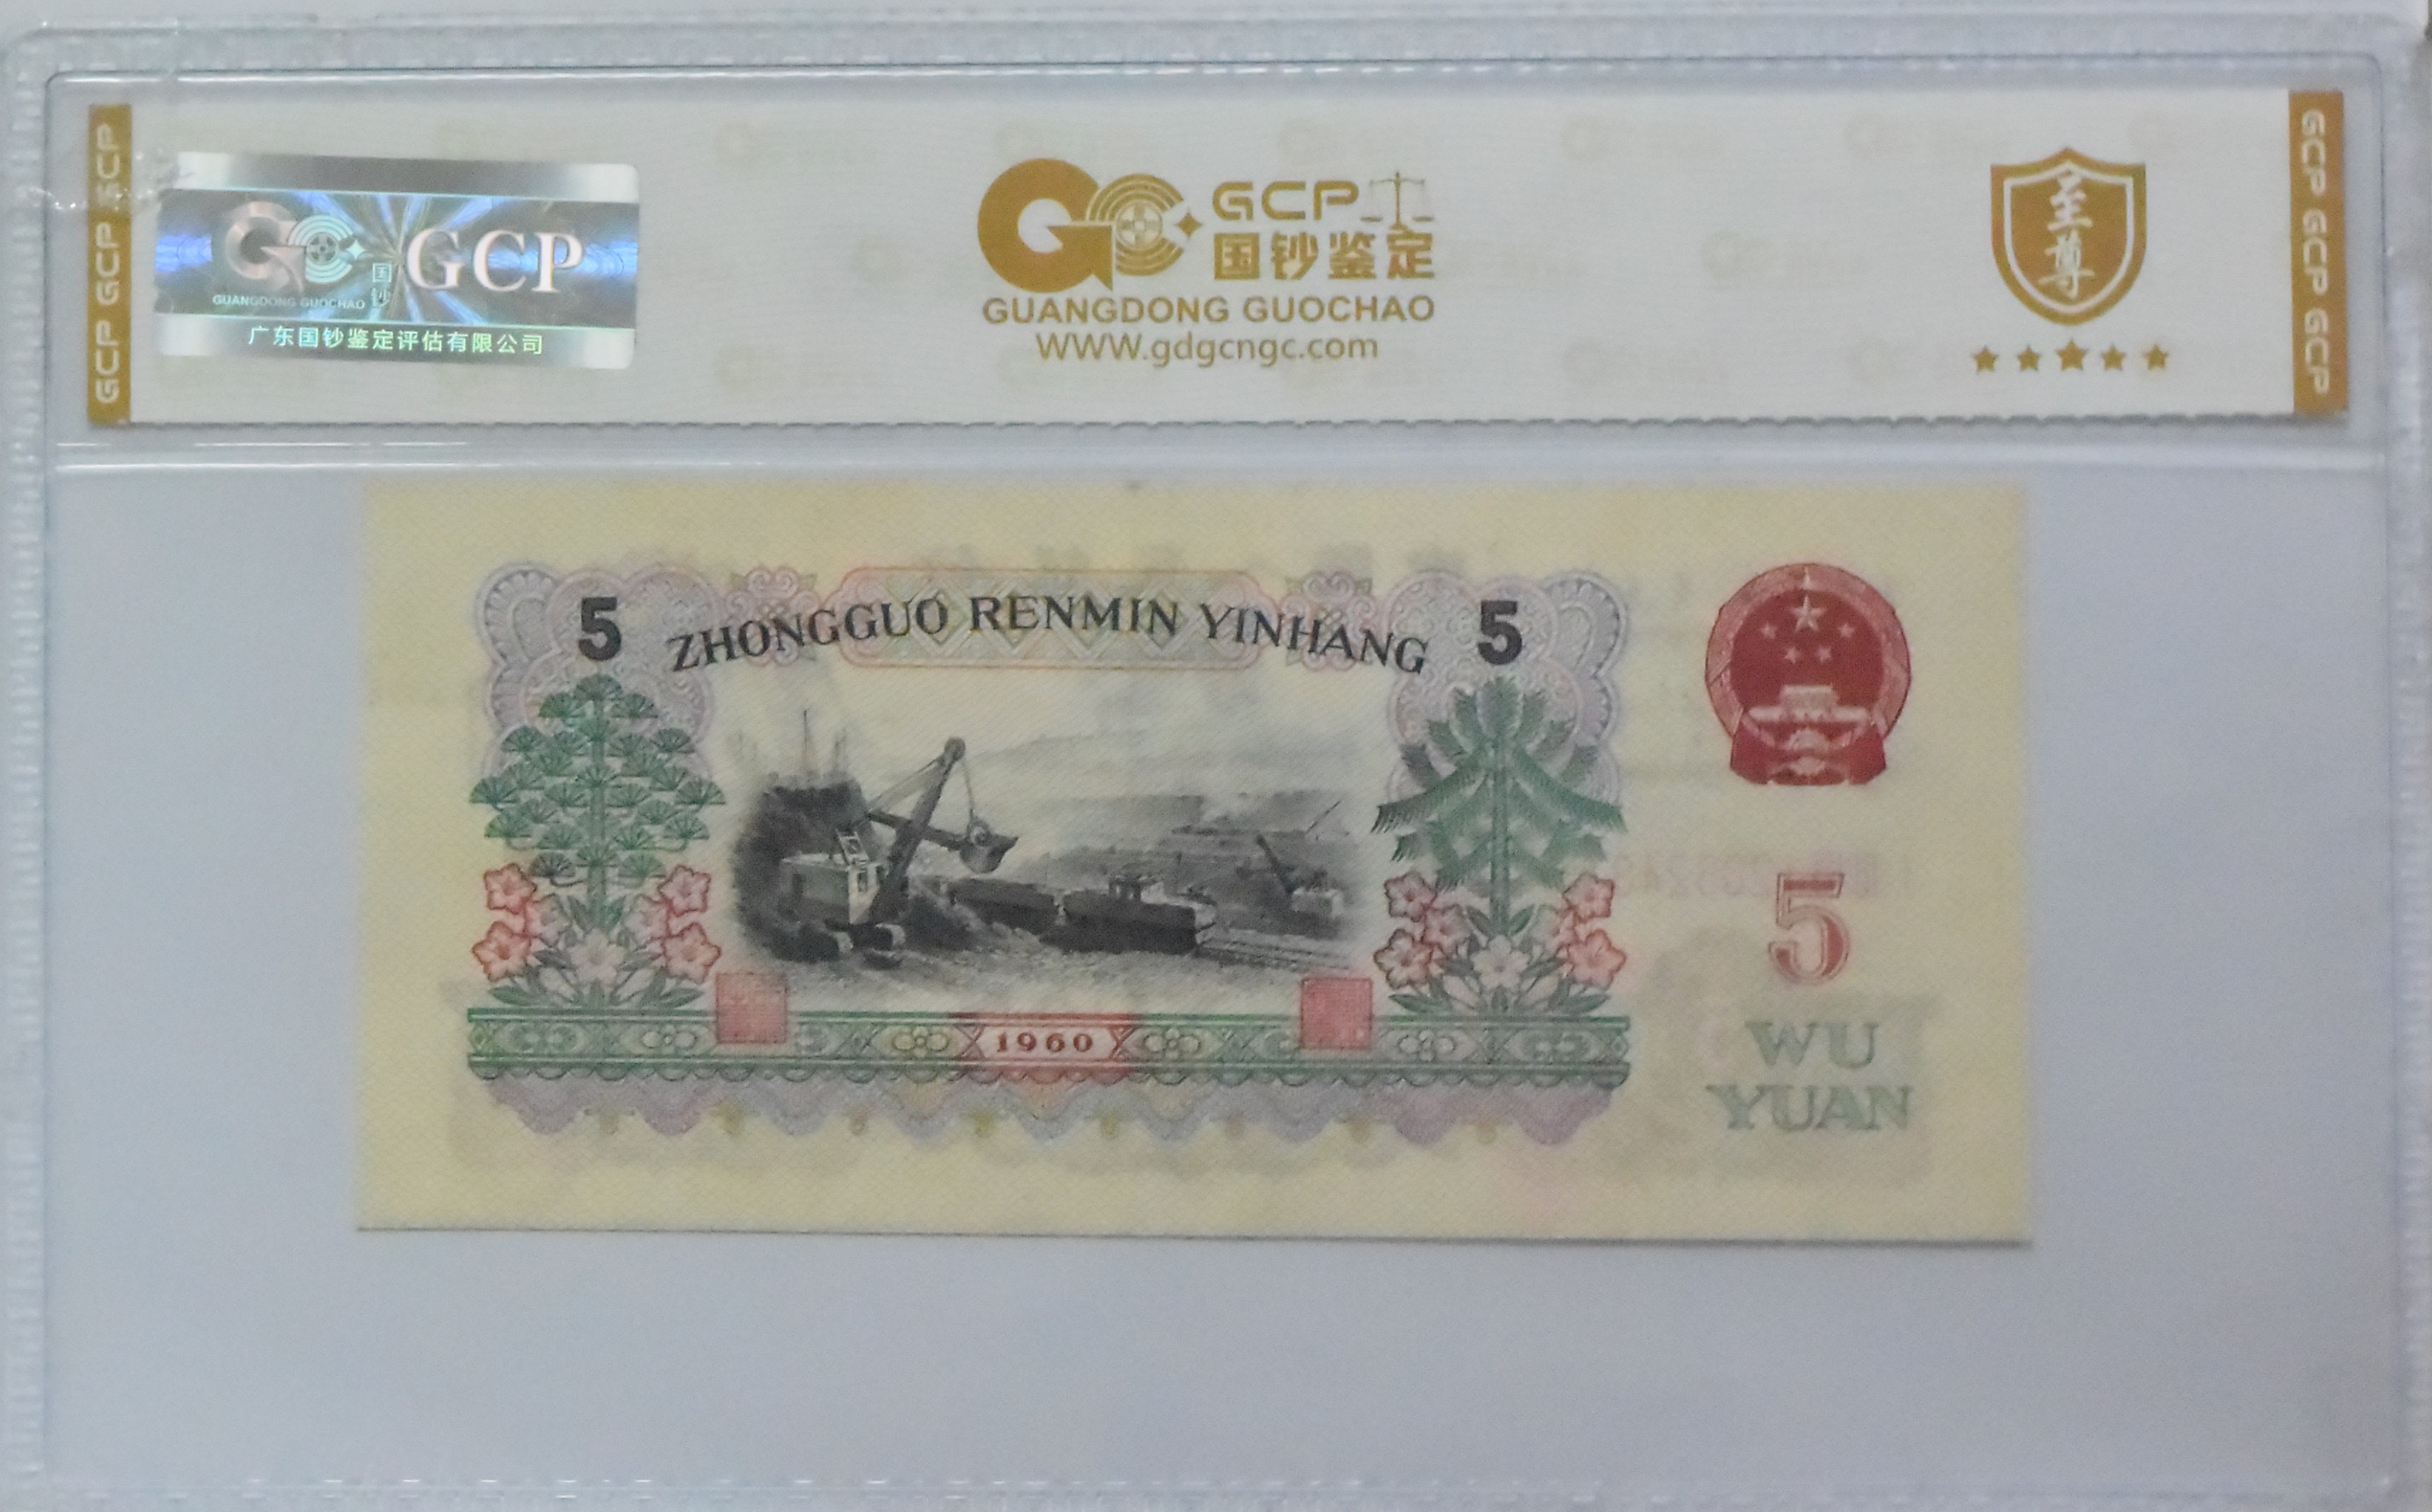 GCP GCP GCP
国钞
GCP
GUANGDONG GUOCHAO
广东国钞鉴定评估有限公司
GCP
国钞鉴定
GUANGDONG GUOCHAO
WWW.gdgcngc.com
至尊
GCP GCP GCP
5 ZHONGGUO RENMIN YINHANG 5
5
1960
WU
YUAN